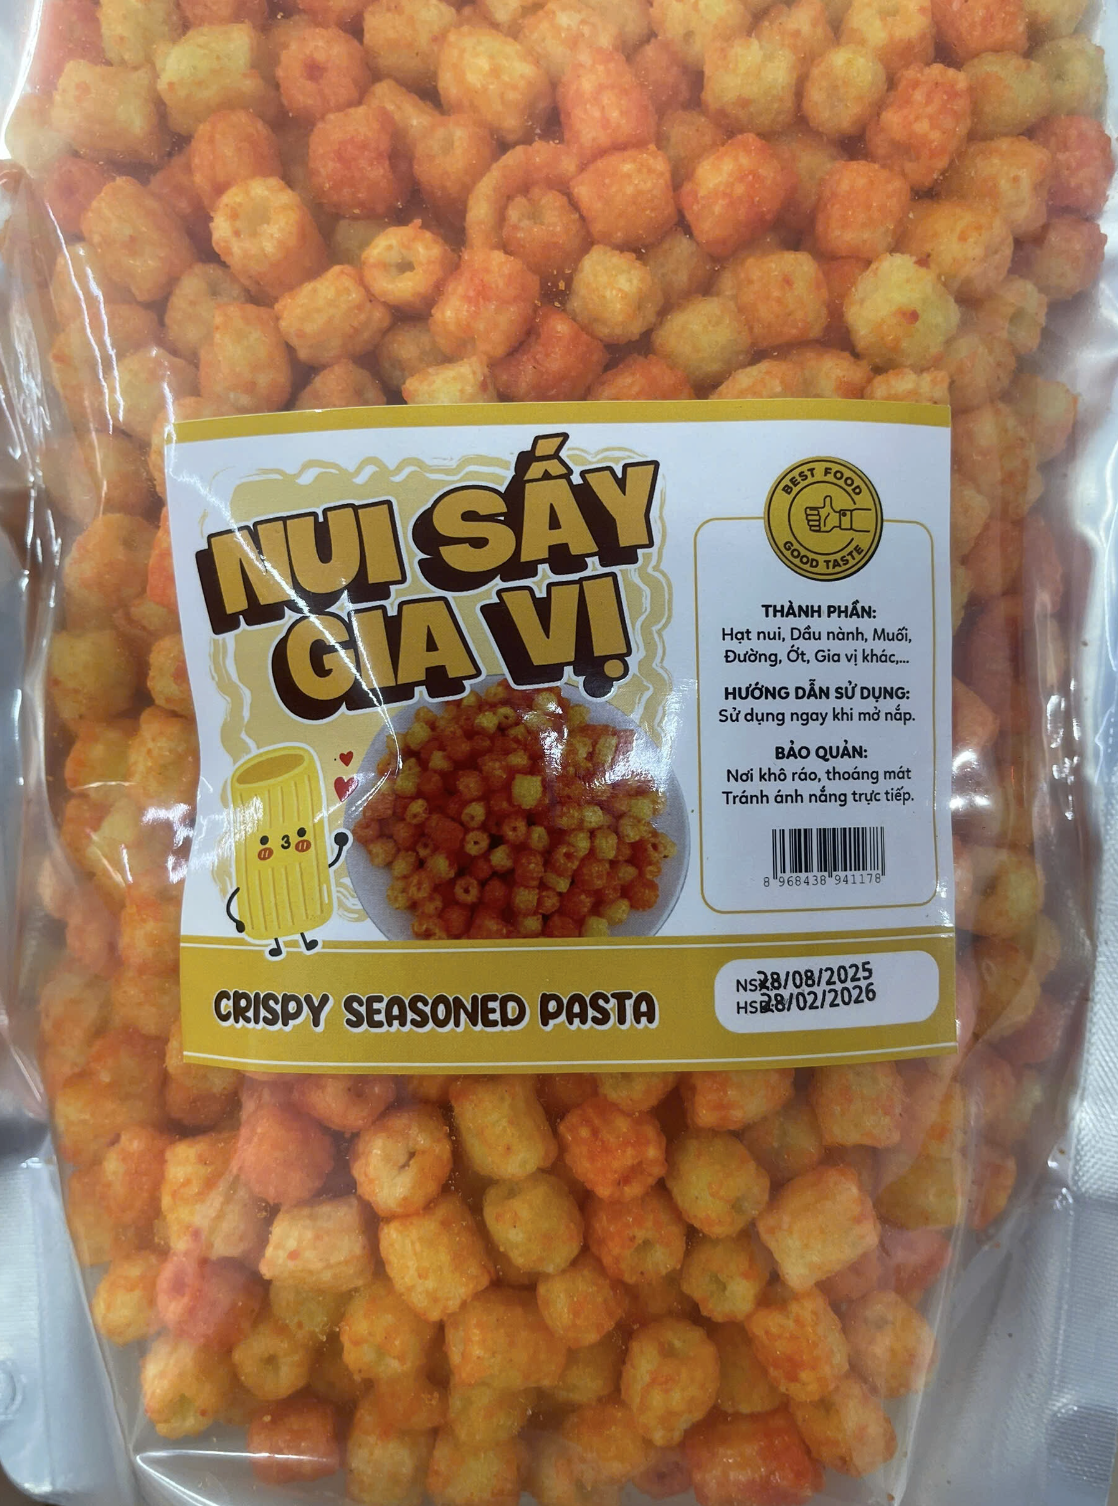 NUI SẤY
GIA VỊ
BEST FOOD
GOOD TASTE
THÀNH PHẦN:
Hạt nui, Dầu nành, Muối,
Đường, Ớt, Gia vị khác,...
HƯỚNG DẪN SỬ DỤNG:
Sử dụng ngay khi mở nắp.
BẢO QUẢN:
Nơi khô ráo, thoáng mát
Tránh ánh nắng trực tiếp.
8 968438 941178
CRISPY SEASONED PASTA
NSX: 28/08/2025
HSD: 28/02/2026